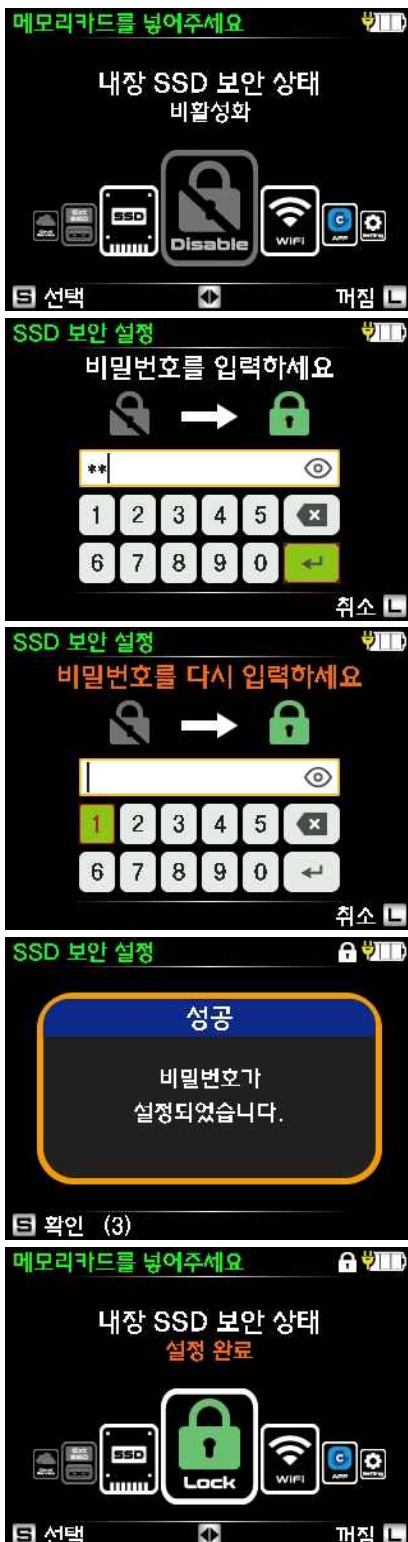 메모리카드를 넣어주세요
내장 SSD 보안 상태
비활성화
SSD
Disable
WiFi
C
APP
S 선택
꺼짐 L
SSD 보안 설정
비밀번호를 입력하세요
**
1 2 3 4 5
6 7 8 9 0
취소 L
SSD 보안 설정
비밀번호를 다시 입력하세요
1 2 3 4 5
6 7 8 9 0
취소 L
SSD 보안 설정
성공
비밀번호가
설정되었습니다.
S 확인 (3)
메모리카드를 넣어주세요
내장 SSD 보안 상태
설정 완료
SSD
Lock
WiFi
C
APP
S 선택
꺼짐 L